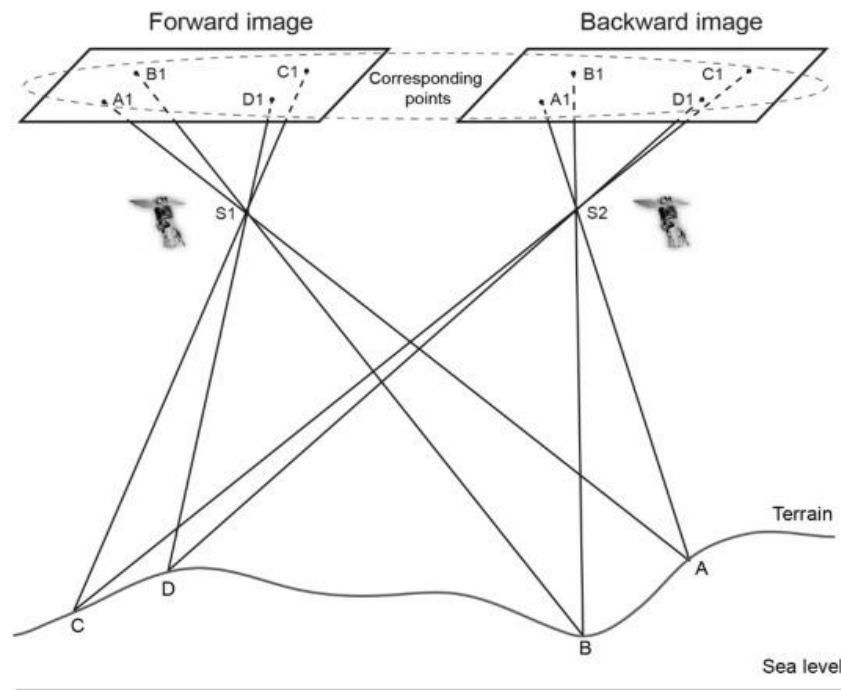 Forward image
Backward image
B1
C1
A1
D1
Corresponding
points
B1
C1
A1
D1
S1
S2
Terrain
A
D
C
B
Sea level